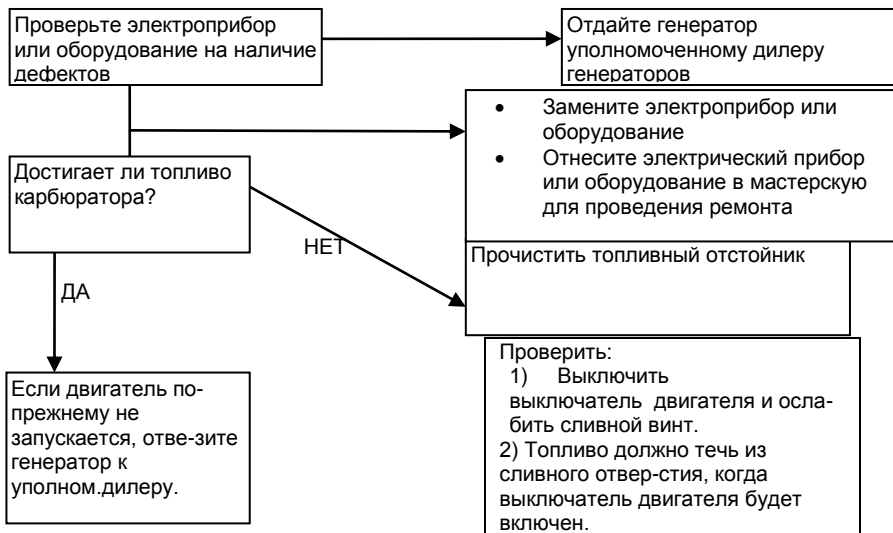 Проверьте электроприбор
или оборудование на наличие
дефектов
Отдайте генератор
уполномоченному дилеру
генераторов
• Замените электроприбор или
оборудование
• Отнесите электрический прибор
или оборудование в мастерскую
для проведения ремонта
Достигает ли топливо
карбюратора?
НЕТ
Прочистить топливный отстойник
ДА
Если двигатель по-
прежнему не
запускается, отве-зите
генератор к
уполном.дилеру.
Проверить:
1) Выключить
выключатель двигателя и осла-
бить сливной винт.
2) Топливо должно течь из
сливного отвер-стия, когда
выключатель двигателя будет
включен.